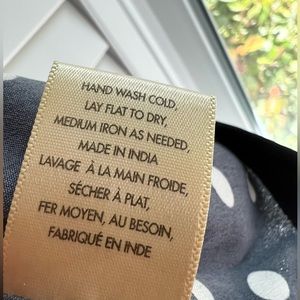 HAND WASH COLD,
LAY FLAT TO DRY,
MEDIUM IRON AS NEEDED,
MADE IN INDIA
LAVAGE À LA MAIN FROIDE,
SÉCHER À PLAT,
FER MOYEN, AU BESOIN,
FABRIQUÉ EN INDE